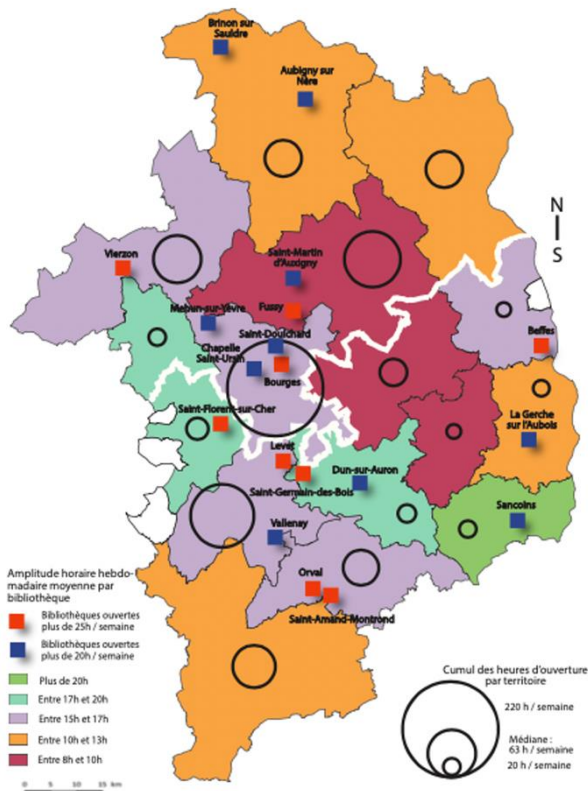 Brinon sur
Sauldre
Aubigny sur
Nère
N
S
Vierzon
Saint-Martin
d'Auxigny
Mehun-sur-Yèvre
Fussy
Saint-Doulchard
Chapelle
Saint-Ursin
Bourges
Beffes
Saint-Florent-sur-Cher
La Gerche
sur l'Aubois
Levet
Saint-Germain-des-Bois
Dun-sur-Auron
Sancoins
Vallenay
Orval
Saint-Amand-Montrond
Amplitude horaire hebdo-
madaire moyenne par
bibliothèque
Bibliothèques ouvertes
plus de 25h / semaine
Bibliothèques ouvertes
plus de 20h / semaine
Plus de 20h
Entre 17h et 20h
Entre 15h et 17h
Entre 10h et 13h
Entre 8h et 10h
0 5 10 15 km
Cumul des heures d'ouverture
par territoire
220 h / semaine
Médiane :
63 h / semaine
20 h / semaine